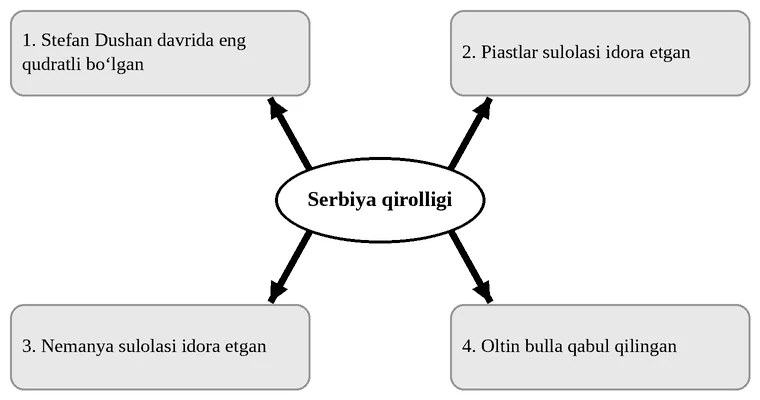 1. Stefan Dushan davrida eng
qudratli bo‘lgan
2. Piastlar sulolasi idora etgan
Serbiya qirolligi
3. Nemanya sulolasi idora etgan
4. Oltin bulla qabul qilingan